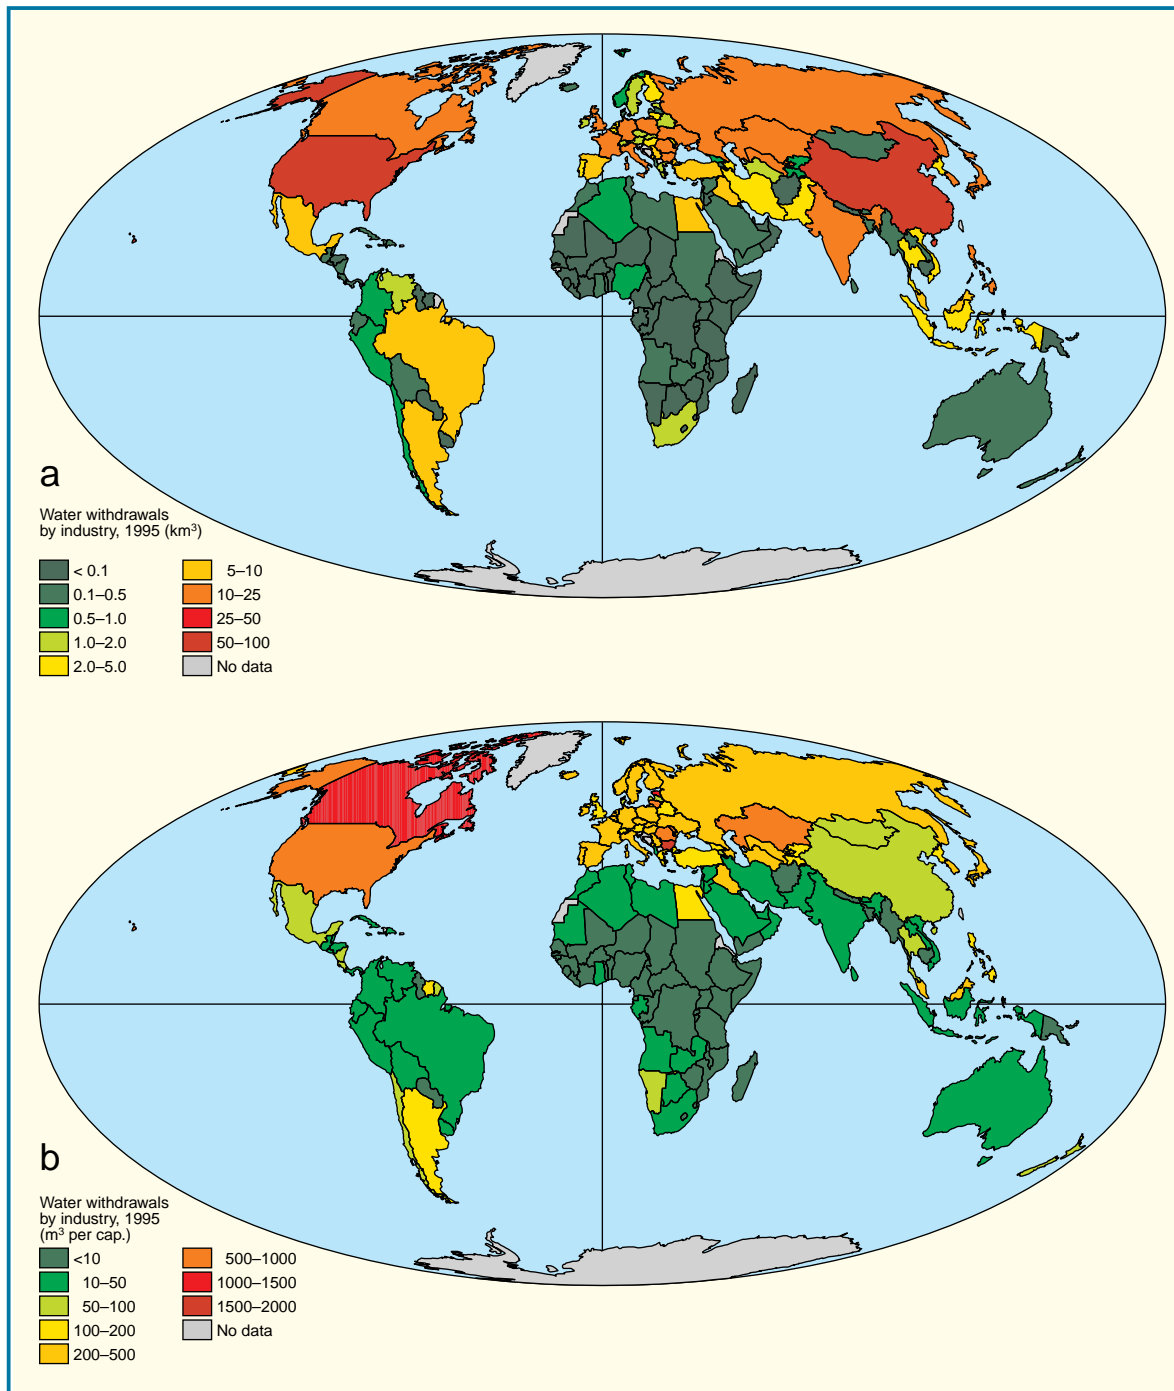 a
Water withdrawals
by industry, 1995 (km³)
< 0.1
0.1–0.5
0.5–1.0
1.0–2.0
2.0–5.0
5–10
10–25
25–50
50–100
No data
b
Water withdrawals
by industry, 1995
(m³ per cap.)
<10
10–50
50–100
100–200
200–500
500–1000
1000–1500
1500–2000
No data